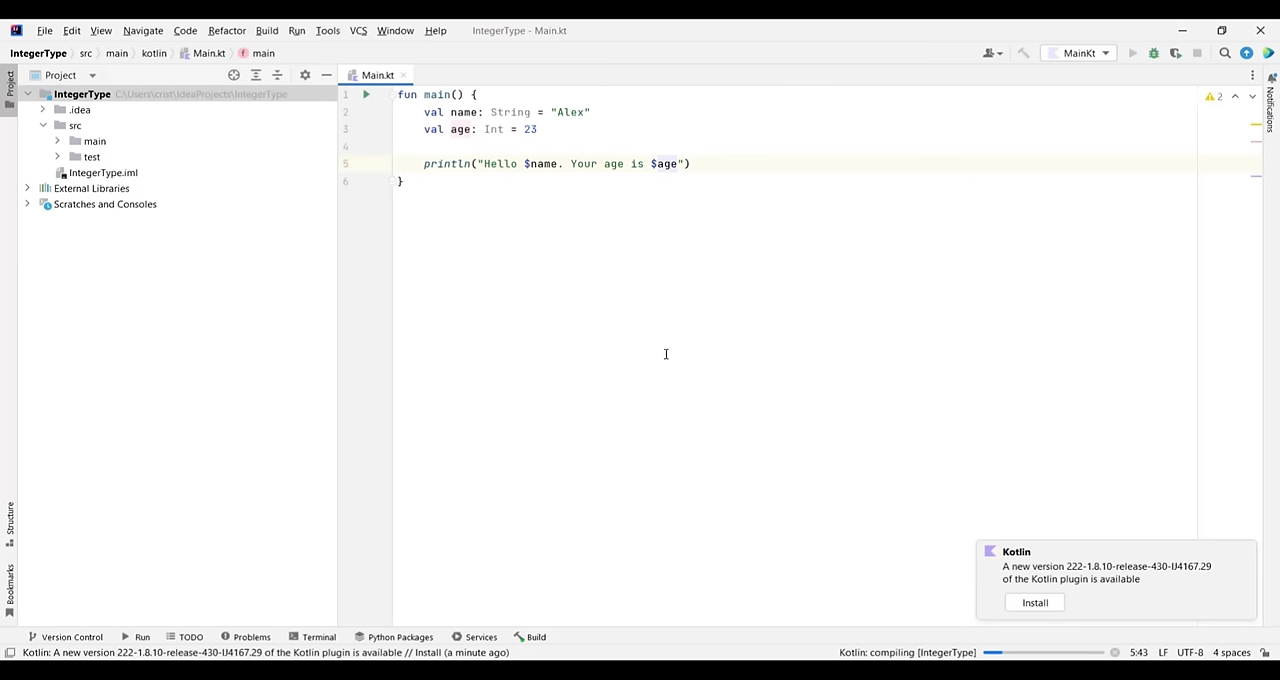 File Edit View Navigate Code Refactor Build Run Tools VCS Window Help IntegerType - Main.kt
IntegerType src main kotlin Main.kt main MainKt
Project
Project
Main.kt
Notifications
IntegerType C:\Users\crist\IdeaProjects\IntegerType
.idea
src
main
test
IntegerType.iml
External Libraries
Scratches and Consoles
1 fun main() {
2 val name: String = "Alex"
3 val age: Int = 23
4
5 println("Hello $name. Your age is $age")
6 }
2
Structure
Bookmarks
Kotlin
A new version 222-1.8.10-release-430-IJ4167.29
of the Kotlin plugin is available
Install
Version Control Run TODO Problems Terminal Python Packages Services Build
Kotlin: A new version 222-1.8.10-release-430-IJ4167.29 of the Kotlin plugin is available // Install (a minute ago) Kotlin: compiling [IntegerType] 5:43 LF UTF-8 4 spaces